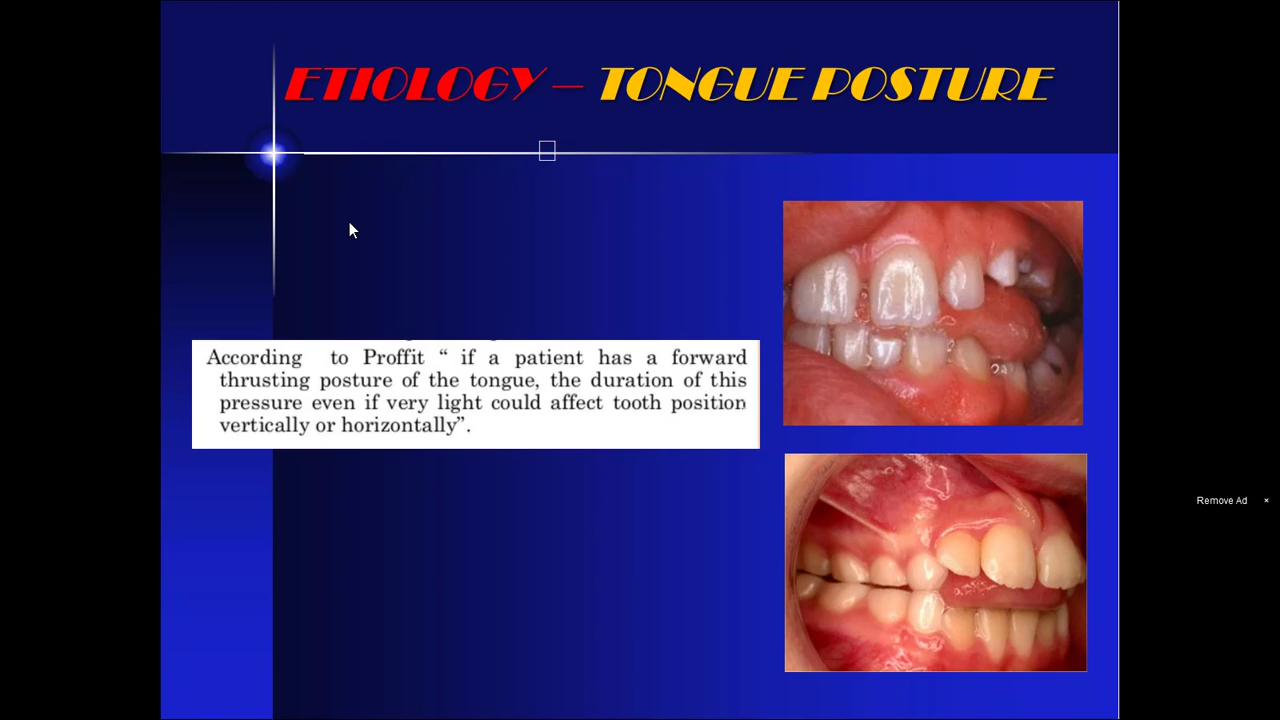 ETIOLOGY – TONGUE POSTURE
According to Proffit “ if a patient has a forward
thrusting posture of the tongue, the duration of this
pressure even if very light could affect tooth position
vertically or horizontally”.
Remove Ad ×